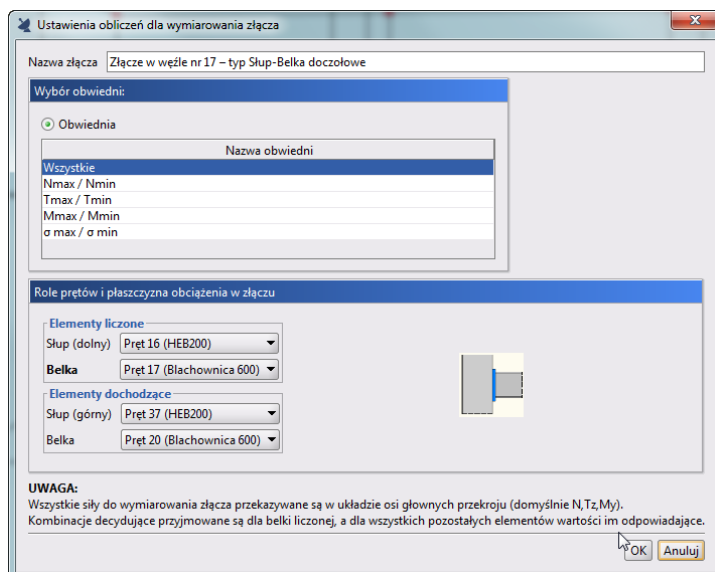 Ustawienia obliczeń dla wymiarowania złącza
Nazwa złącza Złącze w węźle nr 17 – typ Słup-Belka doczołowe
Wybór obwiedni:
Obwiednia
Nazwa obwiedni
Wszystkie
Nmax / Nmin
Tmax / Tmin
Mmax / Mmin
σ max / σ min
Role prętów i płaszczyzna obciążenia w złączu
Elementy liczone
Słup (dolny) Pręt 16 (HEB200)
Belka Pręt 17 (Blachownica 600)
Elementy dochodzące
Słup (górny) Pręt 37 (HEB200)
Belka Pręt 20 (Blachownica 600)
UWAGA:
Wszystkie siły do wymiarowania złącza przekazywane są w układzie osi głownych przekroju (domyślnie N,Tz,My).
Kombinacje decydujące przyjmowane są dla belki liczonej, a dla wszystkich pozostałych elementów wartości im odpowiadające.
OK Anuluj